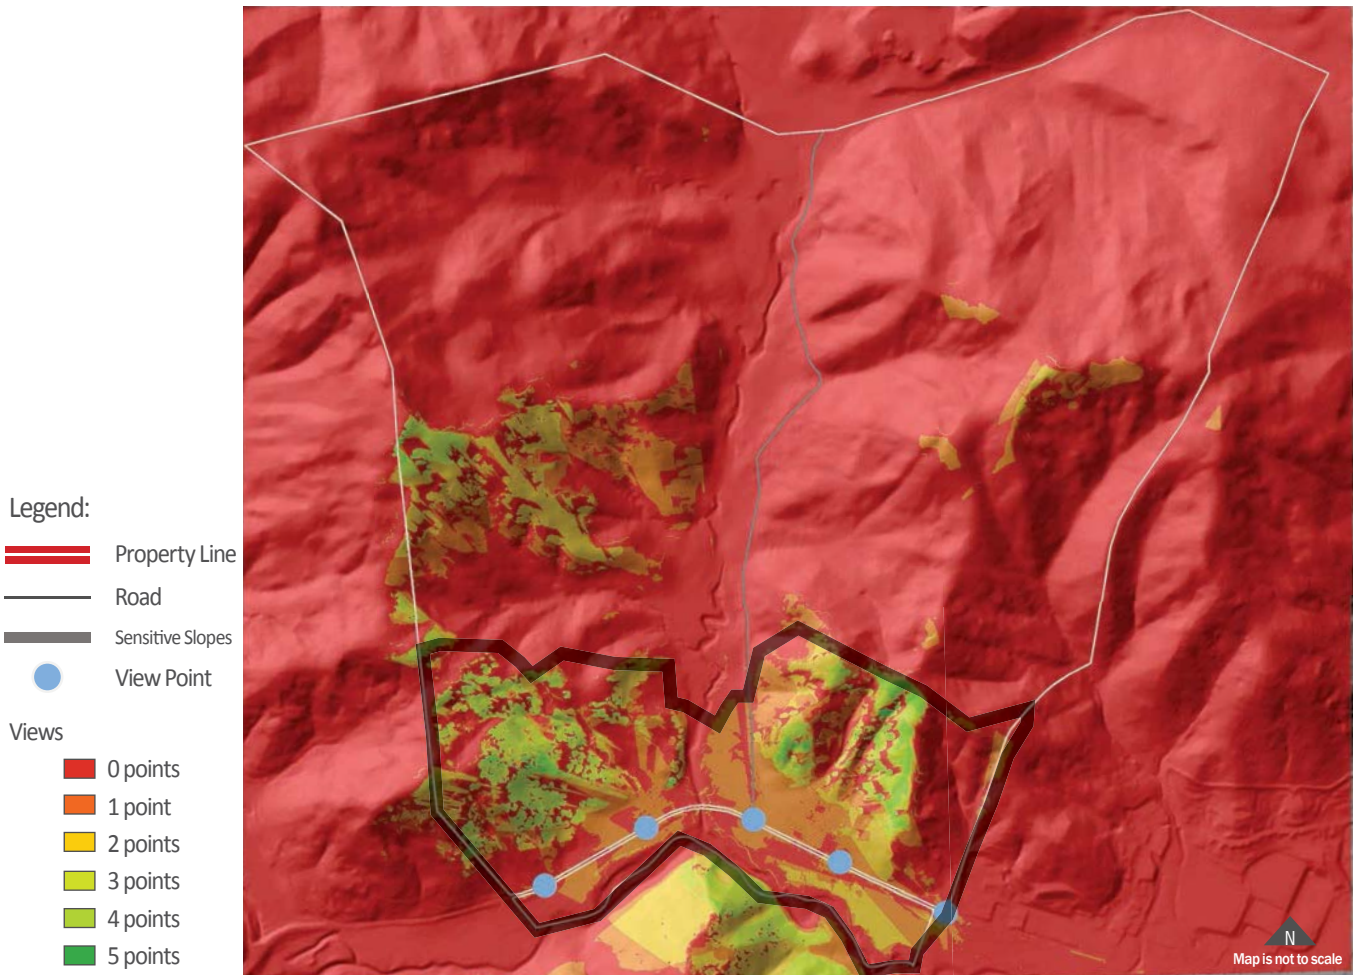 Legend:
Property Line
Road
Sensitive Slopes
View Point
Views
0 points
1 point
2 points
3 points
4 points
5 points
N
Map is not to scale